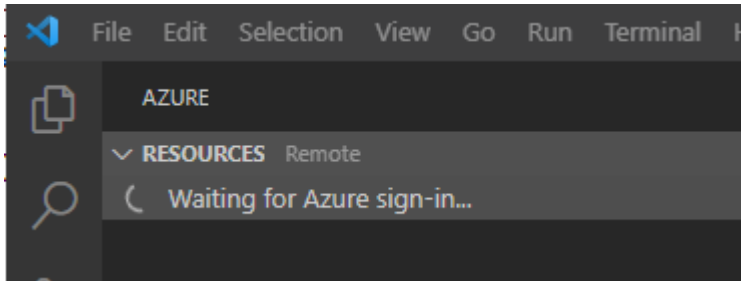 File Edit Selection View Go Run Terminal
AZURE
RESOURCES Remote
Waiting for Azure sign-in...